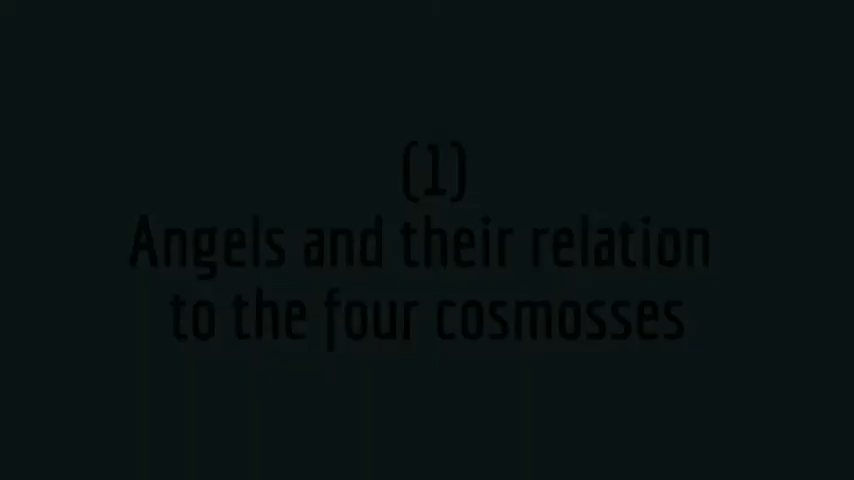 (1)
Angels and their relation
to the four cosmosses